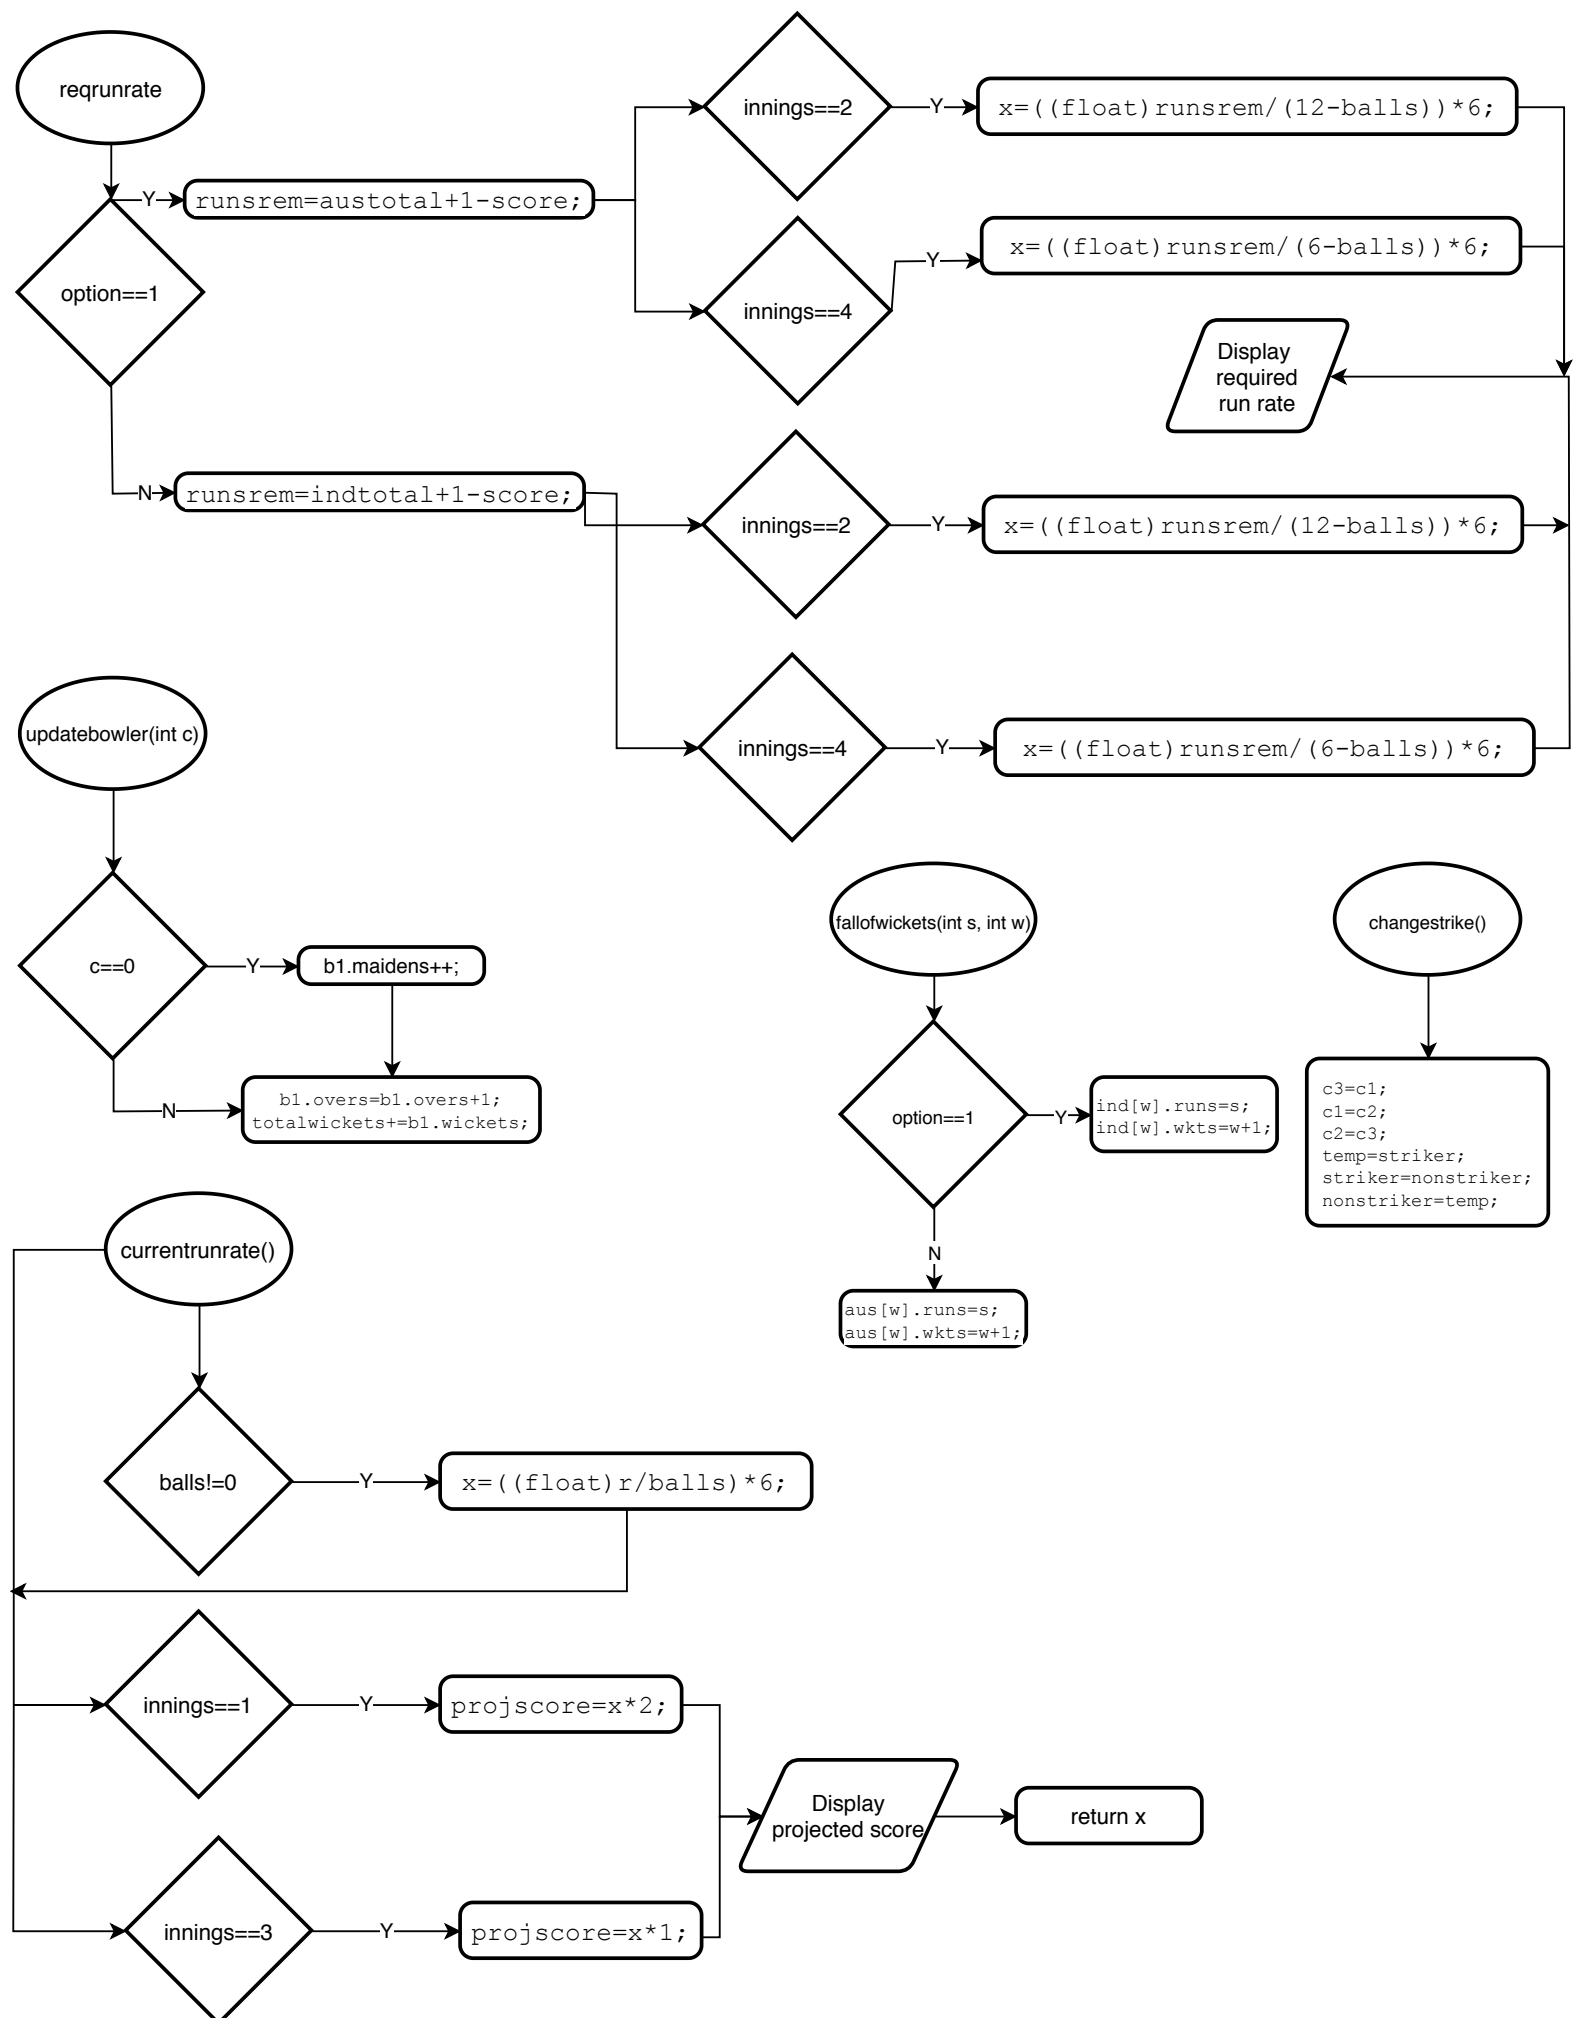 reqrunrate
option==1
Y
runsrem=austotal+1-score;
innings==2
Y
x=((float)runsrem/(12-balls))*6;
innings==4
Y
x=((float)runsrem/(6-balls))*6;
Display
required
run rate
N
runsrem=indtotal+1-score;
innings==2
Y
x=((float)runsrem/(12-balls))*6;
innings==4
Y
x=((float)runsrem/(6-balls))*6;
updatebowler(int c)
c==0
Y
b1.maidens++;
N
b1.overs=b1.overs+1;
totalwickets+=b1.wickets;
fallofwickets(int s, int w)
option==1
Y
ind[w].runs=s;
ind[w].wkts=w+1;
N
aus[w].runs=s;
aus[w].wkts=w+1;
changestrike()
c3=c1;
c1=c2;
c2=c3;
temp=striker;
striker=nonstriker;
nonstriker=temp;
currentrunrate()
balls!=0
Y
x=((float)r/balls)*6;
innings==1
Y
projscore=x*2;
innings==3
Y
projscore=x*1;
Display
projected score
return x